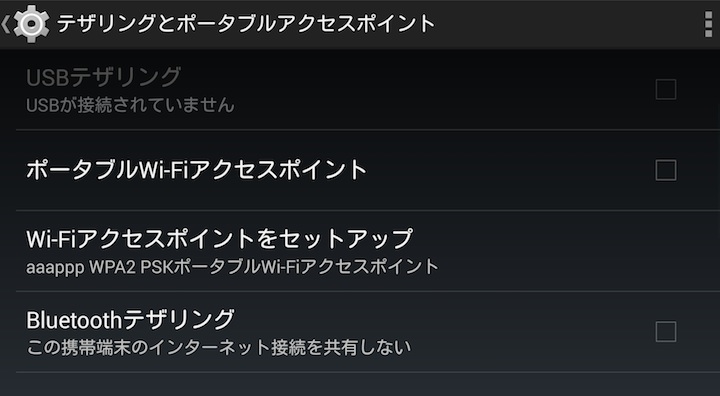 テザリングとポータブルアクセスポイント
USBテザリング
USBが接続されていません
ポータブルWi-Fiアクセスポイント
Wi-Fiアクセスポイントをセットアップ
aaappp WPA2 PSKポータブルWi-Fiアクセスポイント
Bluetoothテザリング
この携帯端末のインターネット接続を共有しない